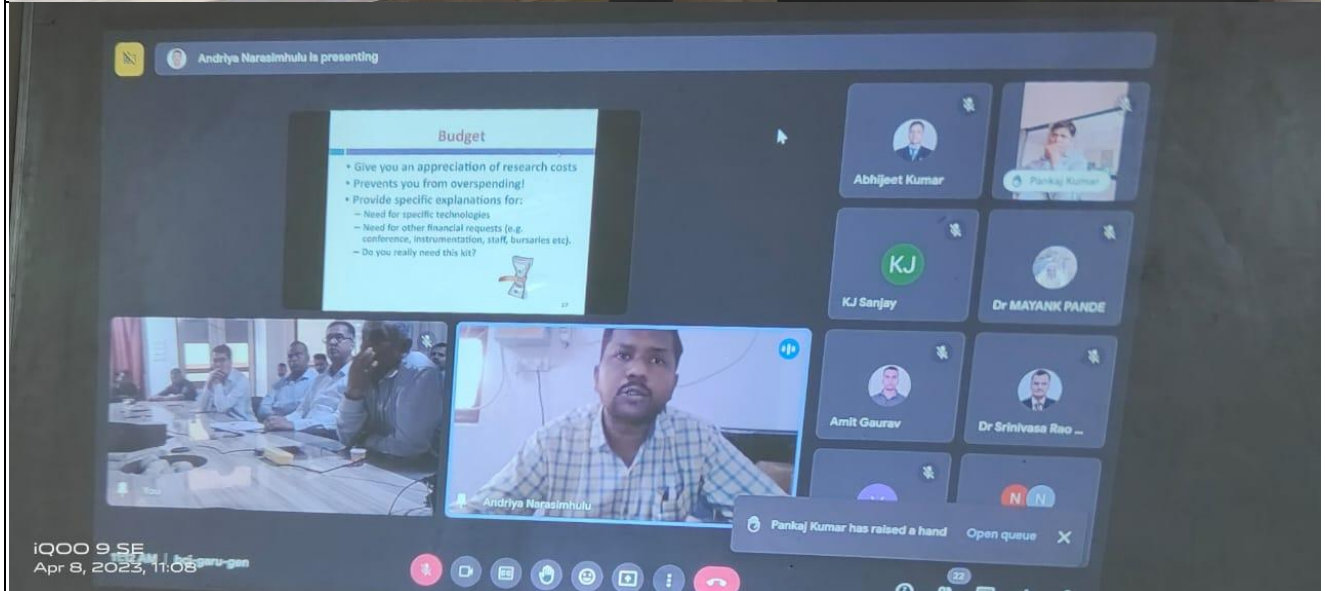 Andriya Narasimhulu is presenting
Budget
• Give you an appreciation of research costs
• Prevents you from overspending!
• Provide specific explanations for:
– Need for specific technologies
– Need for other financial requests (e.g.
conference, instrumentation, staff, bursaries etc).
– Do you really need this kit?
17
Abhijeet Kumar
Pankaj Kumar
KJ
KJ Sanjay
Dr MAYANK PANDE
Amit Gaurav
Dr Srinivasa Rao ...
N N
You
Andriya Narasimhulu
Pankaj Kumar has raised a hand Open queue
22
iQOO 9 SE
Apr 8, 2023, 11:08